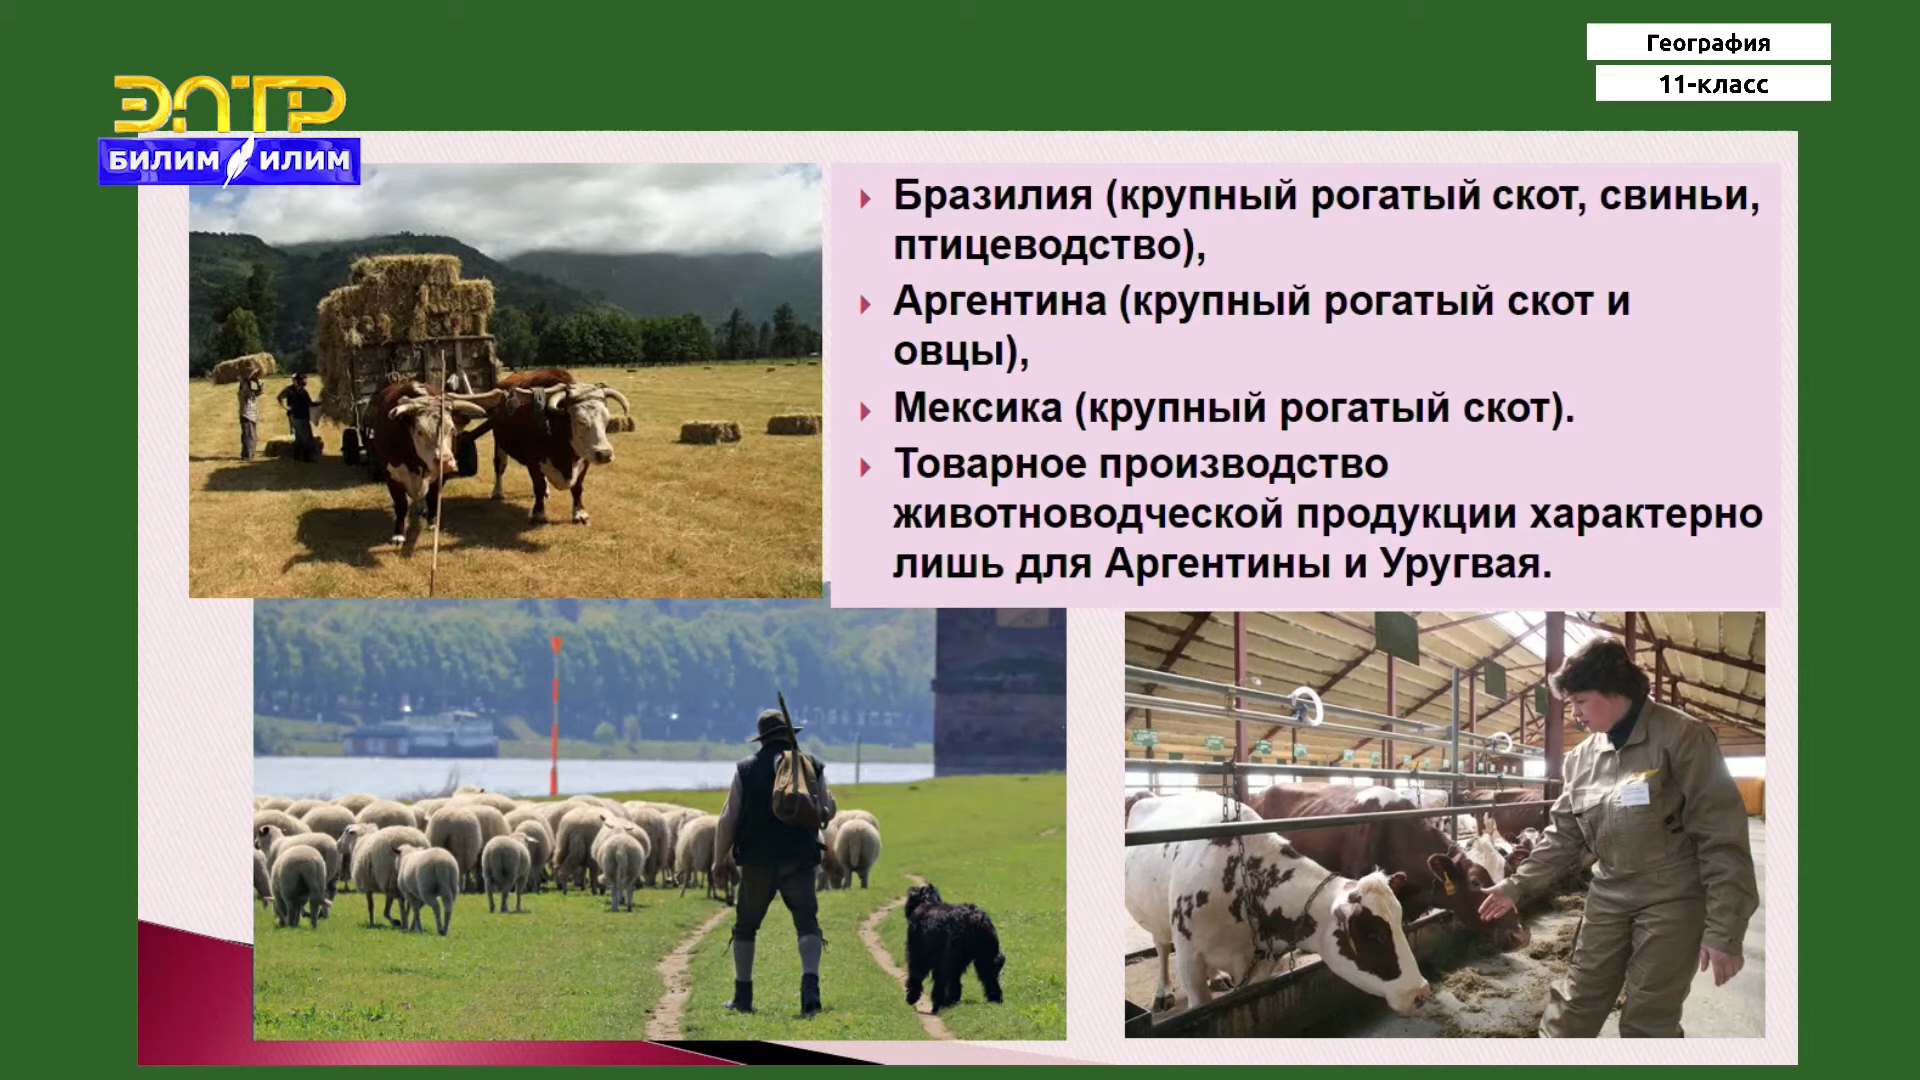 География
11-класс
ЭЛТР
БИЛИМ ИЛИМ
Бразилия (крупный рогатый скот, свиньи,
птицеводство),
Аргентина (крупный рогатый скот и
овцы),
Мексика (крупный рогатый скот).
Товарное производство
животноводческой продукции характерно
лишь для Аргентины и Уругвая.